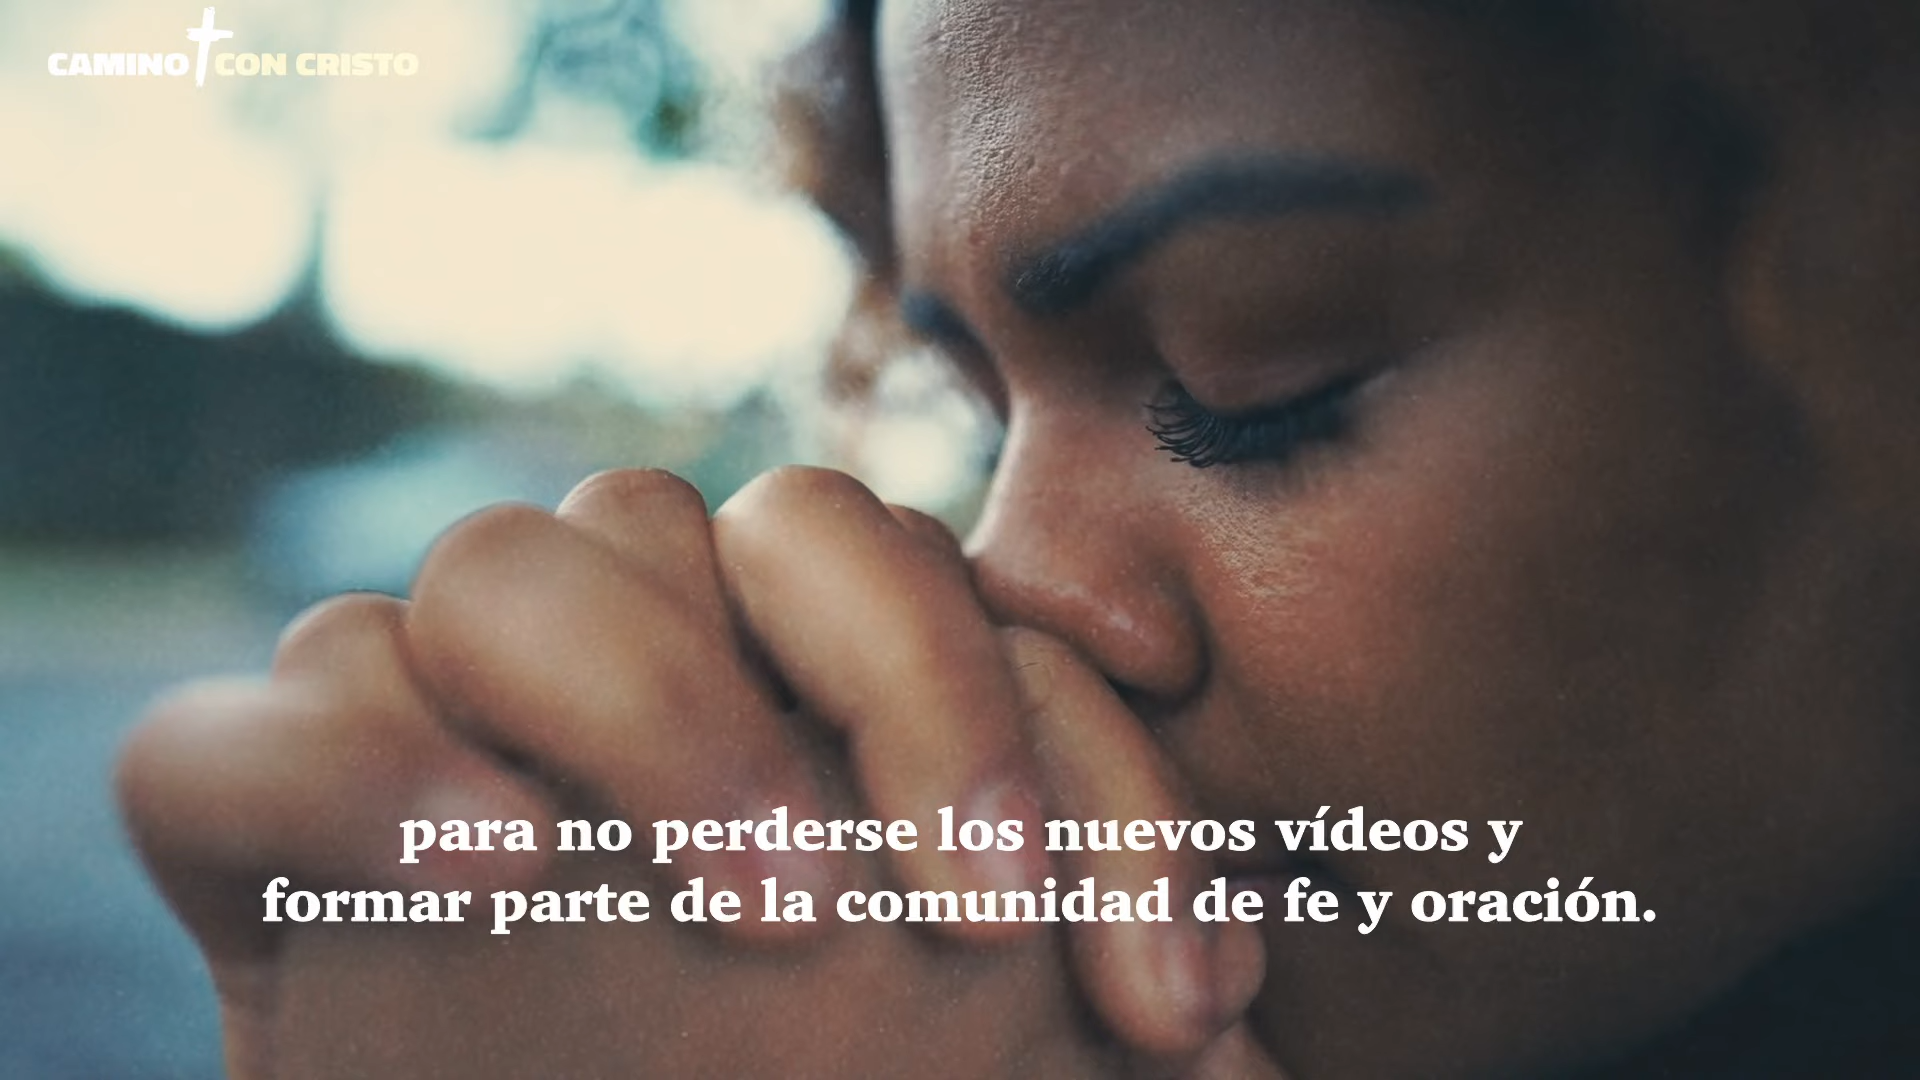 CAMINO CON CRISTO
para no perderse los nuevos vídeos y
formar parte de la comunidad de fe y oración.